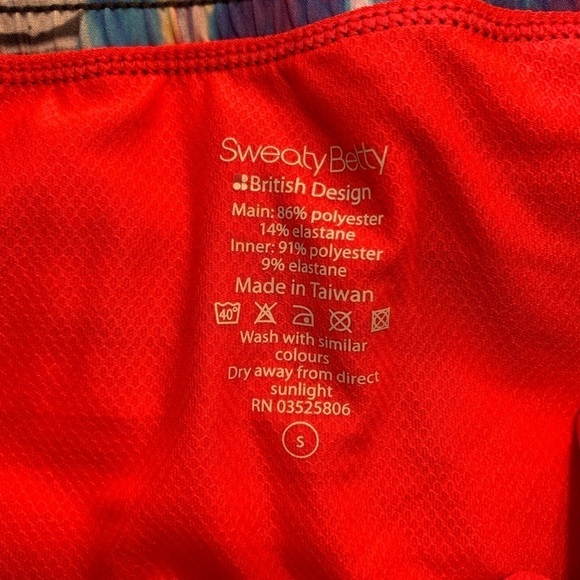 Sweaty Betty
British Design
Main: 86% polyester
14% elastane
Inner: 91% polyester
9% elastane
Made in Taiwan
40°
Wash with similar
colours
Dry away from direct
sunlight
RN 03525806
S